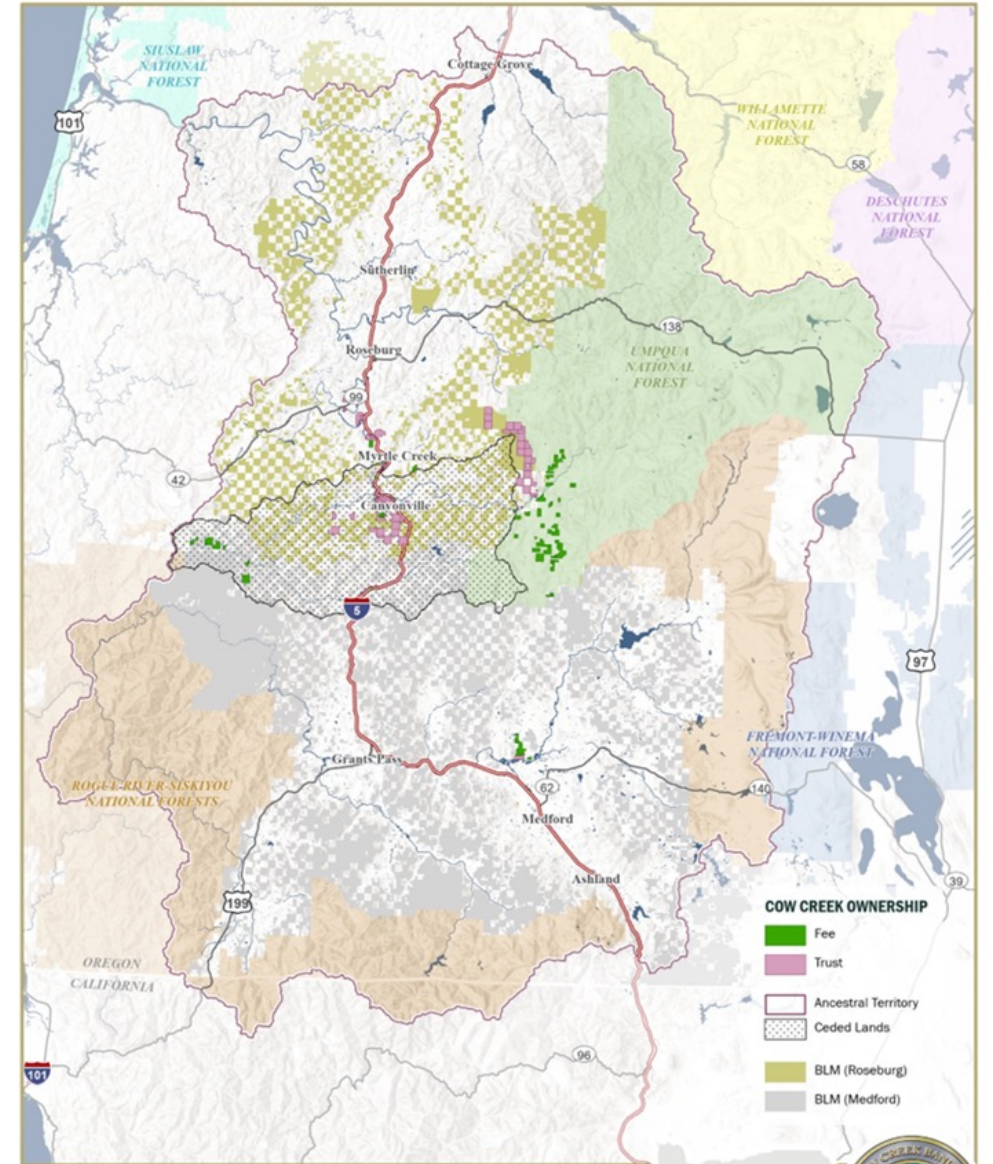 SIUSLAW
NATIONAL
FOREST
Cottage Grove
101
WILLAMETTE
NATIONAL
FOREST
58
DESCHUTES
NATIONAL
FOREST
Sutherlin
138
Roseburg
UMPQUA
NATIONAL
FOREST
99
Myrtle Creek
42
Canyonville
5
97
FREMONT-WINEMA
NATIONAL FOREST
Grants Pass
ROGUE RIVER-SISKIYOU
NATIONAL FORESTS
62
140
Medford
Ashland
39
199
COW CREEK OWNERSHIP
Fee
Trust
OREGON
CALIFORNIA
Ancestral Territory
Ceded Lands
96
101
BLM (Roseburg)
BLM (Medford)
CREEK BAN